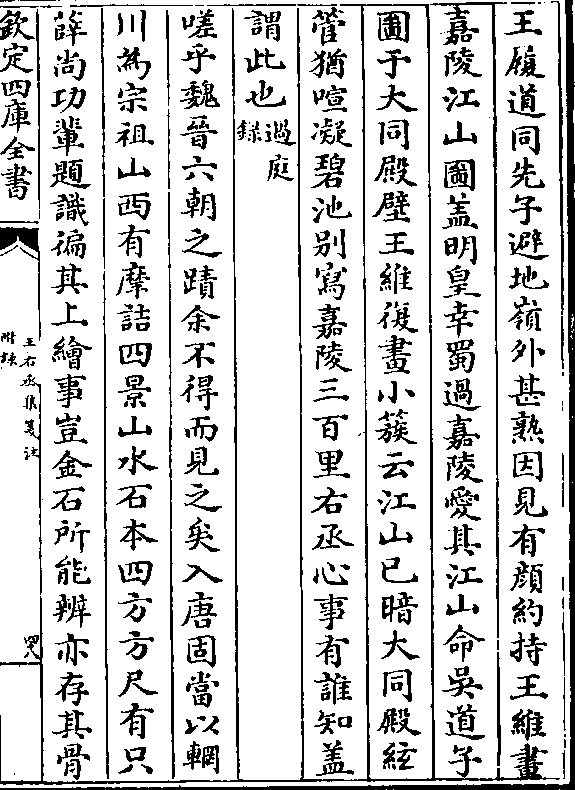 王履道同先子避地嶺外甚熟因見有顔約持王維畫
嘉陵江山圖蓋明皇幸蜀過嘉陵愛其江山命吳道子
圖于大同殿壁王維復畫小簇云江山已暗大同殿絃
管猶喧凝碧池别寫嘉陵三百里右丞心事有誰知蓋
謂此也過庭錄
嗟乎魏晉六朝之蹟余不得而見之矣入唐固當以輞
川為宗祖山西有摩詰四景山水石本四方方尺有只
薛尚功輩題識徧其上繪事豈金石所能辨亦存其骨
欽定四庫全書
王右丞集箋注
附錄